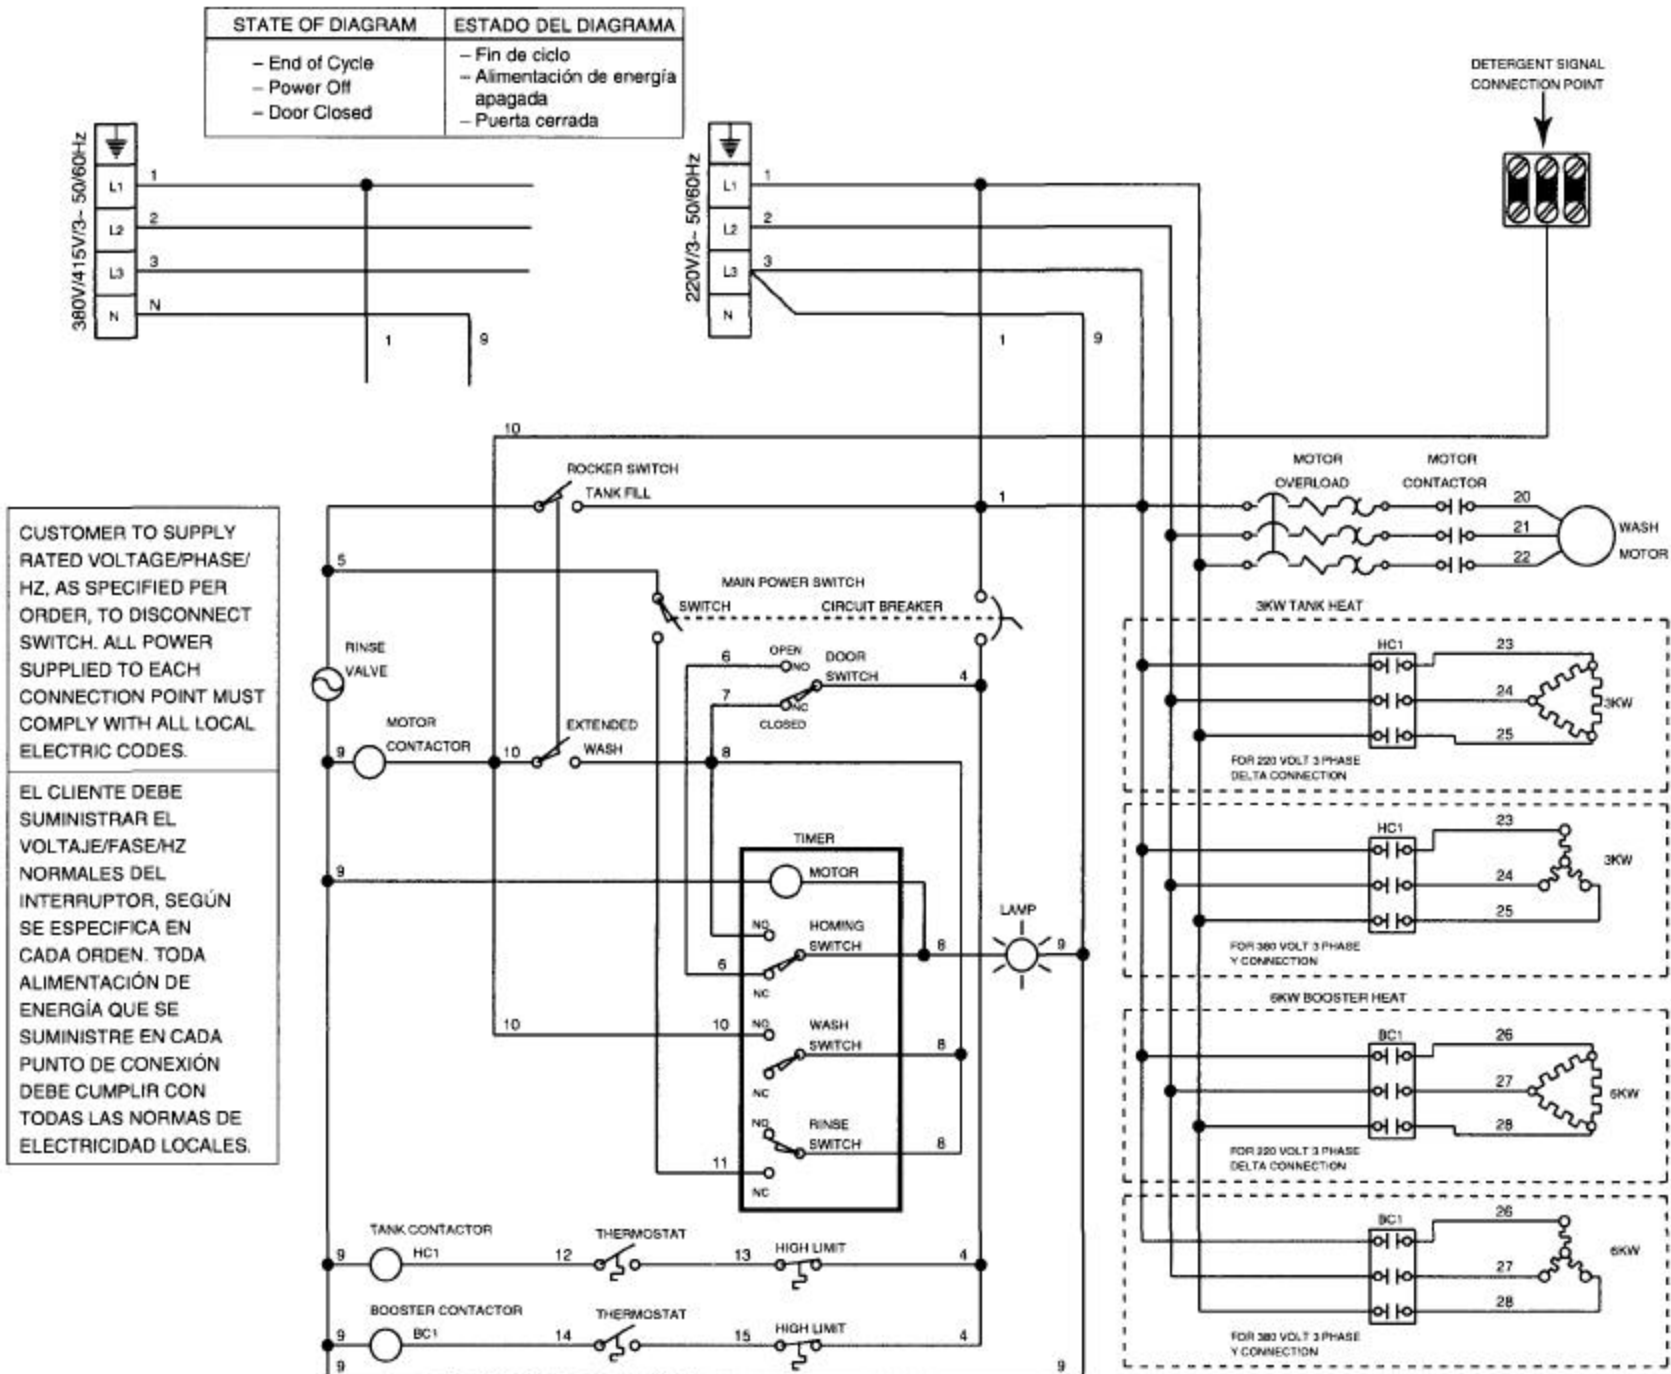 STATE OF DIAGRAM
– End of Cycle
– Power Off
– Door Closed
ESTADO DEL DIAGRAMA
– Fin de ciclo
– Alimentación de energía
apagada
– Puerta cerrada
380V/415V/3~ 50/60Hz
L1
L2
L3
N
1
2
3
N
1
9
220V/3~ 50/60Hz
L1
L2
L3
N
1
2
3
1
9
DETERGENT SIGNAL
CONNECTION POINT
CUSTOMER TO SUPPLY
RATED VOLTAGE/PHASE/
HZ, AS SPECIFIED PER
ORDER, TO DISCONNECT
SWITCH. ALL POWER
SUPPLIED TO EACH
CONNECTION POINT MUST
COMPLY WITH ALL LOCAL
ELECTRIC CODES.
EL CLIENTE DEBE
SUMINISTRAR EL
VOLTAJE/FASE/HZ
NORMALES DEL
INTERRUPTOR, SEGÚN
SE ESPECIFICA EN
CADA ORDEN. TODA
ALIMENTACIÓN DE
ENERGÍA QUE SE
SUMINISTRE EN CADA
PUNTO DE CONEXIÓN
DEBE CUMPLIR CON
TODAS LAS NORMAS DE
ELECTRICIDAD LOCALES.
10
ROCKER SWITCH
TANK FILL
1
5
MAIN POWER SWITCH
SWITCH
CIRCUIT BREAKER
RINSE
VALVE
6
OPEN
NO
DOOR
SWITCH
4
7
NC
CLOSED
MOTOR
CONTACTOR
9
10
EXTENDED
WASH
8
TIMER
9
MOTOR
NO
HOMING
SWITCH
8
6
NC
LAMP
9
10
10
NO
WASH
SWITCH
8
NC
NO
RINSE
SWITCH
8
11
NC
TANK CONTACTOR
9
HC1
12
THERMOSTAT
13
HIGH LIMIT
4
BOOSTER CONTACTOR
9
BC1
14
THERMOSTAT
15
HIGH LIMIT
4
9
9
MOTOR
OVERLOAD
MOTOR
CONTACTOR
20
21
22
WASH
MOTOR
3KW TANK HEAT
HC1
23
24
25
3KW
FOR 220 VOLT 3 PHASE
DELTA CONNECTION
HC1
23
24
25
3KW
FOR 380 VOLT 3 PHASE
Y CONNECTION
6KW BOOSTER HEAT
BC1
26
27
28
6KW
FOR 220 VOLT 3 PHASE
DELTA CONNECTION
BC1
26
27
28
6KW
FOR 380 VOLT 3 PHASE
Y CONNECTION